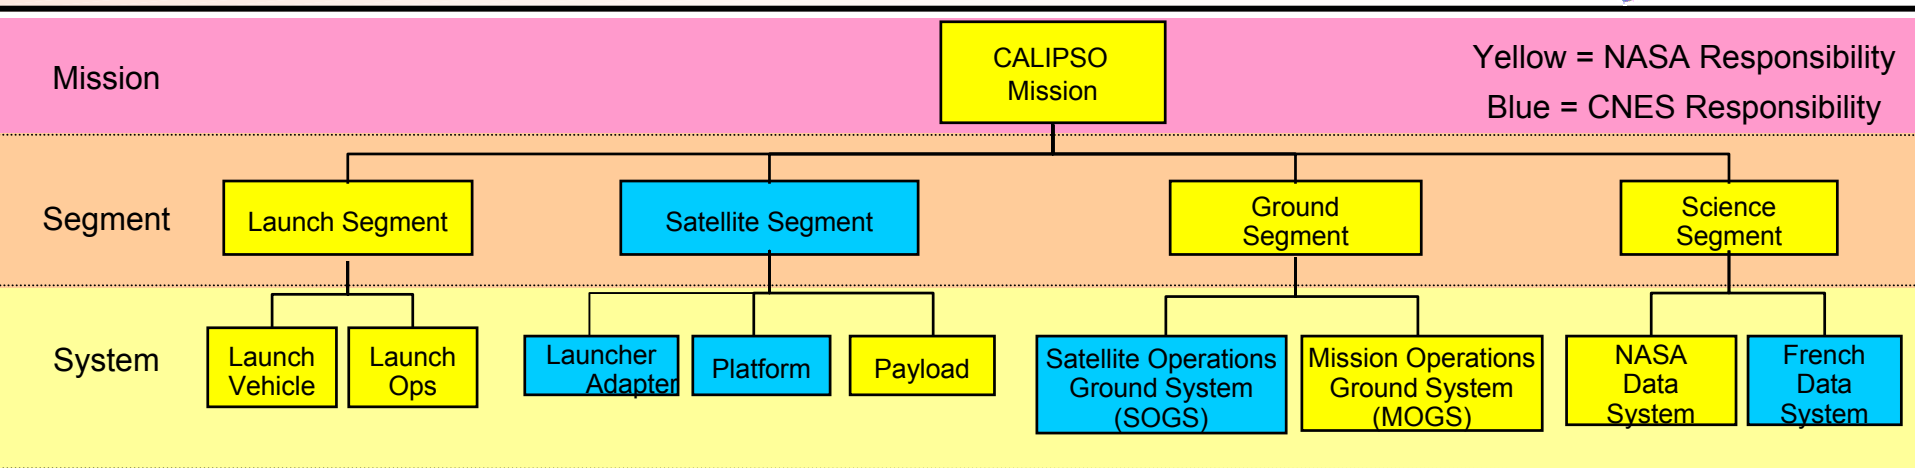 Mission
CALIPSO
Mission
Yellow = NASA Responsibility
Blue = CNES Responsibility
Segment
Launch Segment
Satellite Segment
Ground
Segment
Science
Segment
System
Launch
Vehicle
Launch
Ops
Launcher
Adapter
Platform
Payload
Satellite Operations
Ground System
(SOGS)
Mission Operations
Ground System
(MOGS)
NASA
Data
System
French
Data
System